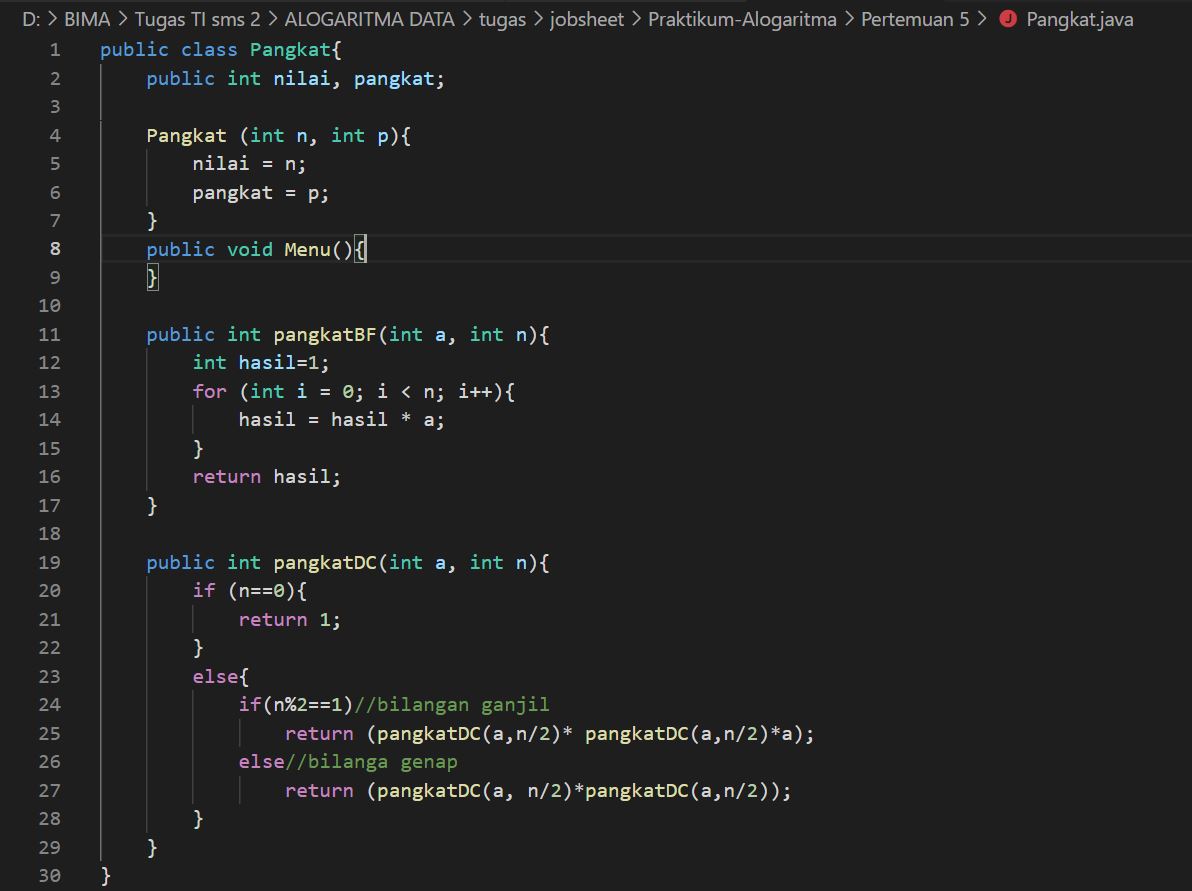 D: > BIMA > Tugas TI sms 2 > ALOGARITMA DATA > tugas > jobsheet > Praktikum-Alogaritma > Pertemuan 5 > J Pangkat.java
1 public class Pangkat{
2     public int nilai, pangkat;
3
4     Pangkat (int n, int p){
5         nilai = n;
6         pangkat = p;
7     }
8     public void Menu(){
9     }
10
11     public int pangkatBF(int a, int n){
12         int hasil=1;
13         for (int i = 0; i < n; i++){
14             hasil = hasil * a;
15         }
16         return hasil;
17     }
18
19     public int pangkatDC(int a, int n){
20         if (n==0){
21             return 1;
22         }
23         else{
24             if(n%2==1)//bilangan ganjil
25                 return (pangkatDC(a,n/2)* pangkatDC(a,n/2)*a);
26             else//bilanga genap
27                 return (pangkatDC(a, n/2)*pangkatDC(a,n/2));
28         }
29     }
30 }